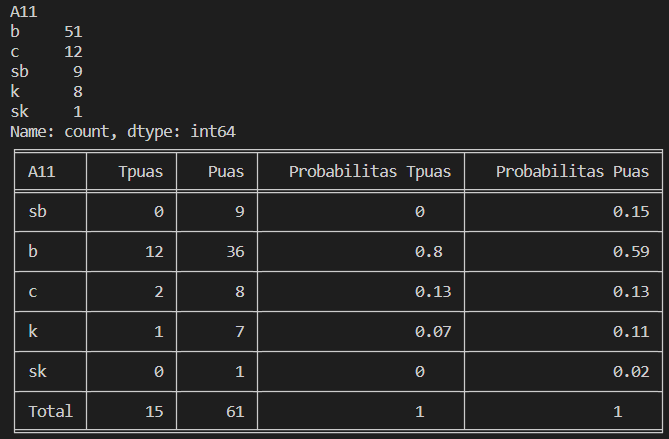 A11
b 51
c 12
sb 9
k 8
sk 1
Name: count, dtype: int64
A11 Tpuas Puas Probabilitas Tpuas Probabilitas Puas
sb 0 9 0 0.15
b 12 36 0.8 0.59
c 2 8 0.13 0.13
k 1 7 0.07 0.11
sk 0 1 0 0.02
Total 15 61 1 1